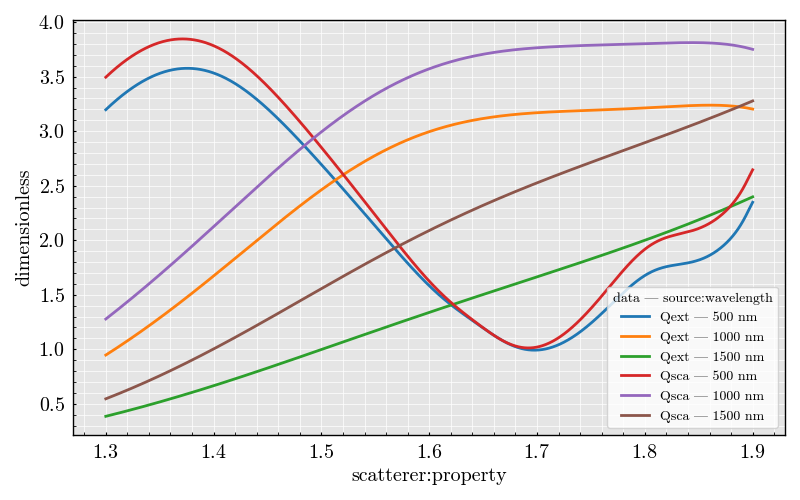 4.0
3.5
3.0
2.5
2.0
1.5
1.0
0.5
dimensionless
1.3 1.4 1.5 1.6 1.7 1.8 1.9
scatterer:property
data — source:wavelength
Qext — 500 nm
Qext — 1000 nm
Qext — 1500 nm
Qsca — 500 nm
Qsca — 1000 nm
Qsca — 1500 nm